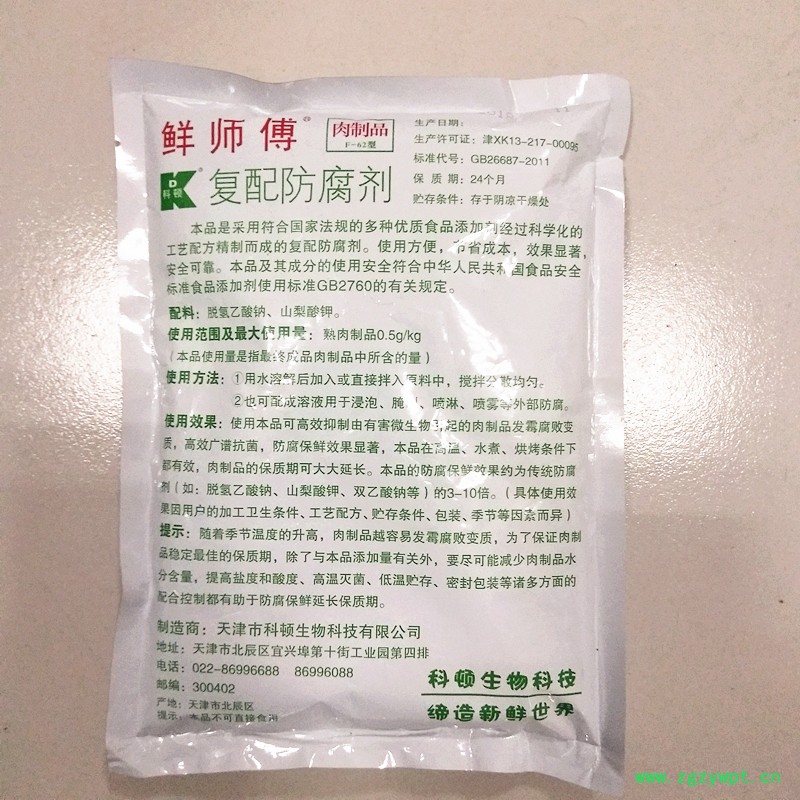 鲜师傅®
肉制品
F-62型
科顿®
复配防腐剂
生产日期：
生产许可证：津XK13-217-00095
标准代号：GB26687-2011
保 质 期：24个月
贮存条件：存于阴凉干燥处
本品是采用符合国家法规的多种优质食品添加剂经过科学化的
工艺配方精制而成的复配防腐剂。使用方便，节省成本，效果显著，
安全可靠。本品及其成分的使用安全符合中华人民共和国食品安全
标准食品添加剂使用标准GB2760的有关规定。
配料：脱氢乙酸钠、山梨酸钾。
使用范围及最大使用量：熟肉制品0.5g/kg
（本品使用量是指最终成品肉制品中所含的量）
使用方法：①用水溶解后加入或直接拌入原料中，搅拌分散均匀。
2也可配成溶液用于浸泡、腌制、喷淋、喷雾等外部防腐。
使用效果：使用本品可高效抑制由有害微生物引起的肉制品发霉腐败变
质，高效广谱抗菌，防腐保鲜效果显著，本品在高温、水煮、烘烤条件下
都有效，肉制品的保质期可大大延长。本品的防腐保鲜效果约为传统防腐
剂（如：脱氢乙酸钠、山梨酸钾、双乙酸钠等）的3-10倍。（具体使用效
果因用户的加工卫生条件、工艺配方、贮存条件、包装、季节等因素而异）
提示：随着季节温度的升高，肉制品越容易发霉腐败变质，为了保证肉制
品稳定最佳的保质期，除了与本品添加量有关外，要尽可能减少肉制品水
分含量，提高盐度和酸度、高温灭菌、低温贮存、密封包装等诸多方面的
配合控制都有助于防腐保鲜延长保质期。
制造商：天津市科顿生物科技有限公司
地址：天津市北辰区宜兴埠第十街工业园第四排
电话：022-86996688 86996088
邮编：300402
产地：天津市北辰区
提示：本品不可直接食用
科顿生物科技
缔造新鲜世界
www.zgzywpt.cn